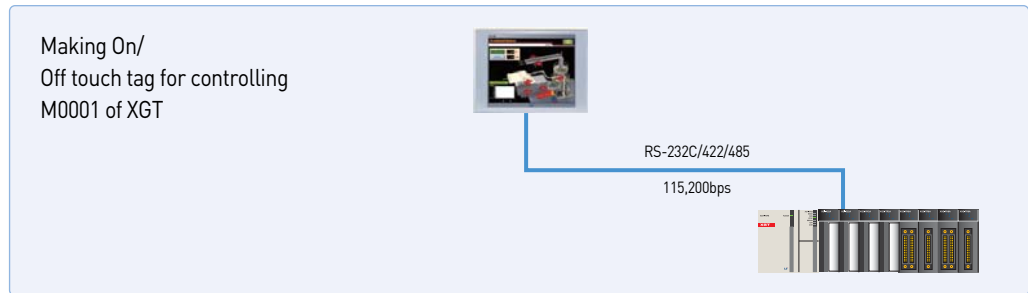 Making On/
Off touch tag for controlling
M0001 of XGT
RS-232C/422/485
115,200bps